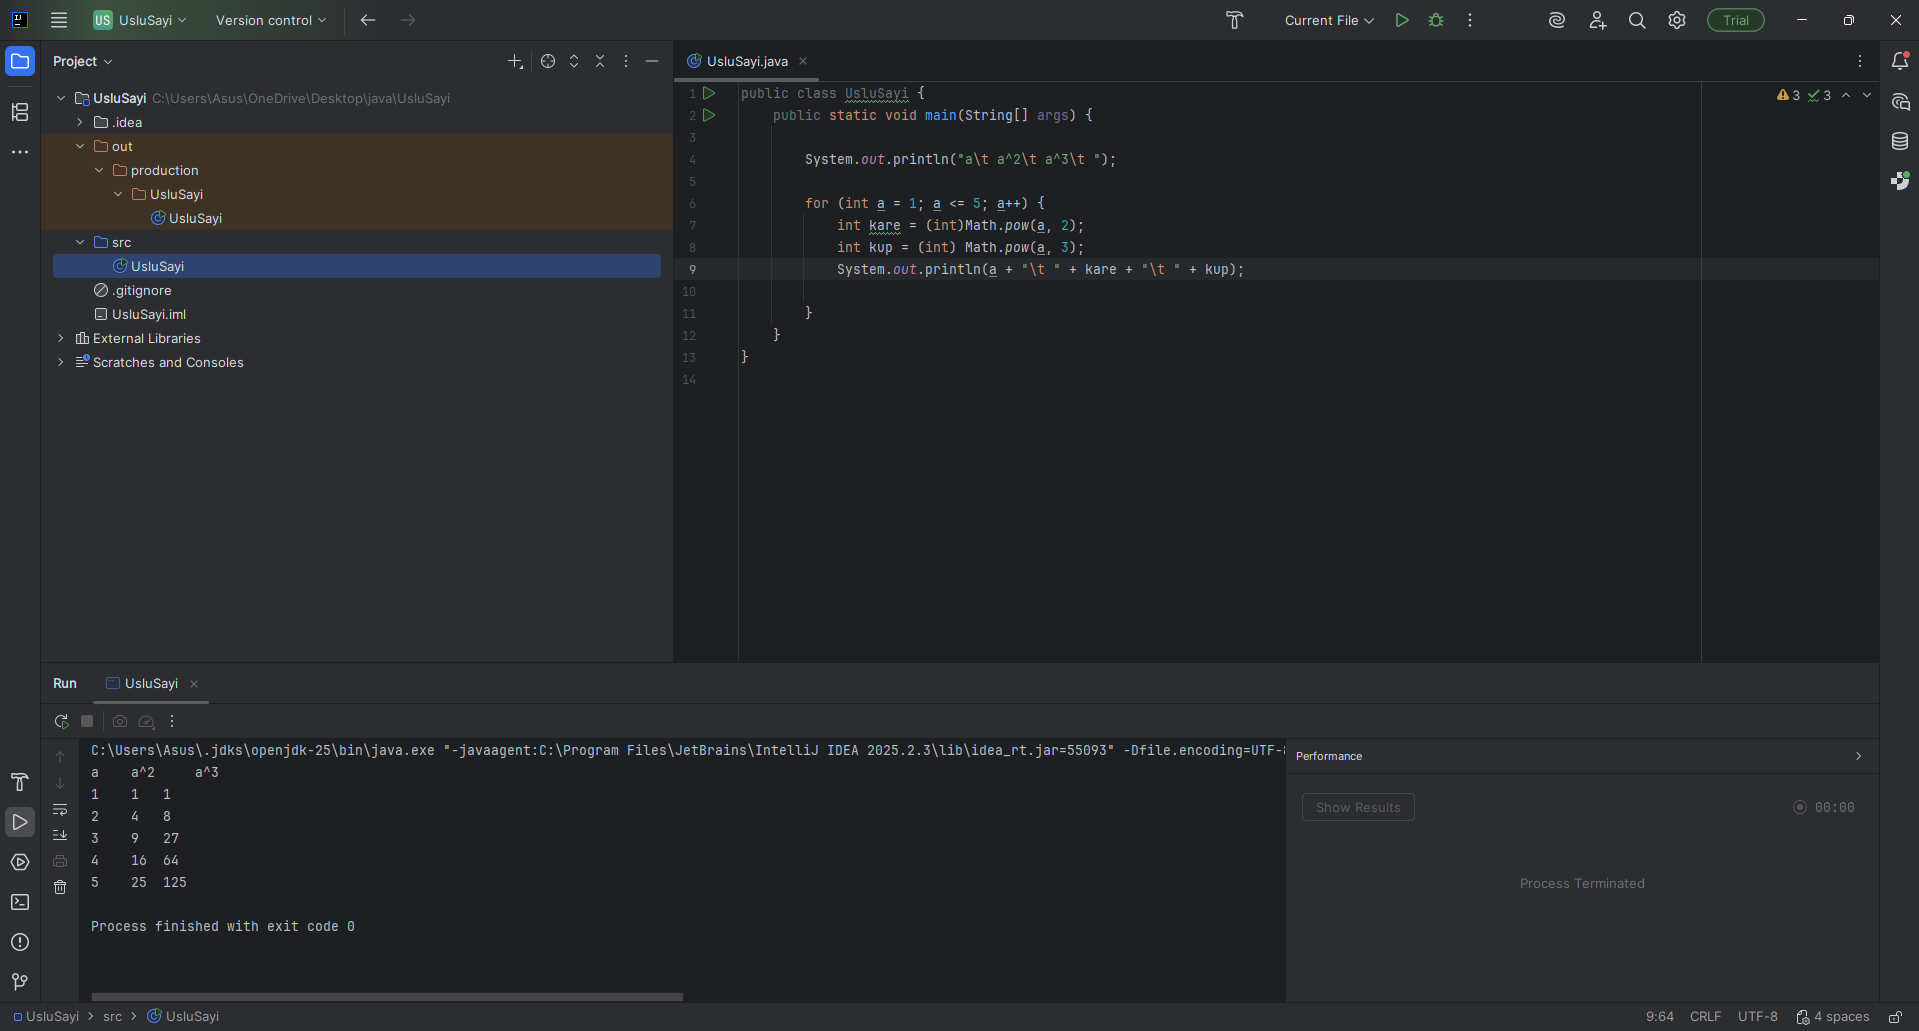 US UsluSayi Version control Current File Trial
Project
UsluSayi C:\Users\Asus\OneDrive\Desktop\java\UsluSayi
.idea
out
production
UsluSayi
UsluSayi
src
UsluSayi
.gitignore
UsluSayi.iml
External Libraries
Scratches and Consoles
UsluSayi.java
3 3
1 public class UsluSayi {
2 public static void main(String[] args) {
3
4 System.out.println("a\t a^2\t a^3\t ");
5
6 for (int a = 1; a <= 5; a++) {
7 int kare = (int)Math.pow(a, 2);
8 int kup = (int) Math.pow(a, 3);
9 System.out.println(a + "\t " + kare + "\t " + kup);
10
11 }
12 }
13 }
14
Run UsluSayi
C:\Users\Asus\.jdks\openjdk-25\bin\java.exe "-javaagent:C:\Program Files\JetBrains\IntelliJ IDEA 2025.2.3\lib\idea_rt.jar=55093" -Dfile.encoding=UTF-8
a a^2 a^3
1 1 1
2 4 8
3 9 27
4 16 64
5 25 125
Process finished with exit code 0
Performance
Show Results 00:00
Process Terminated
UsluSayi src UsluSayi 9:64 CRLF UTF-8 4 spaces